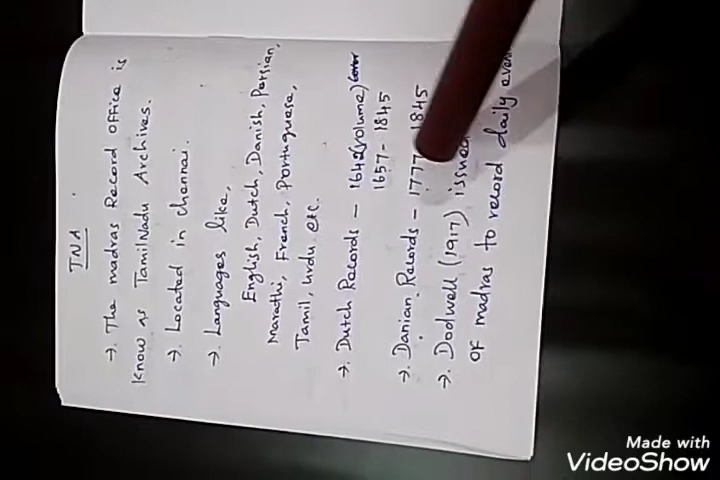 TNA
→. The madras Record office is
know as TamilNadu Archives.
→. Located in chennai.
→. Languages like,
English, Dutch, Danish, Persian,
Marathi, French, Portuguese,
Tamil, urdu etc.
→. Dutch Records – 1642 (volume)
1657 - 1845
→. Danian Records – 1777 1845
→. Dodwell (1917) issued
of madras to record daily
Made with
VideoShow